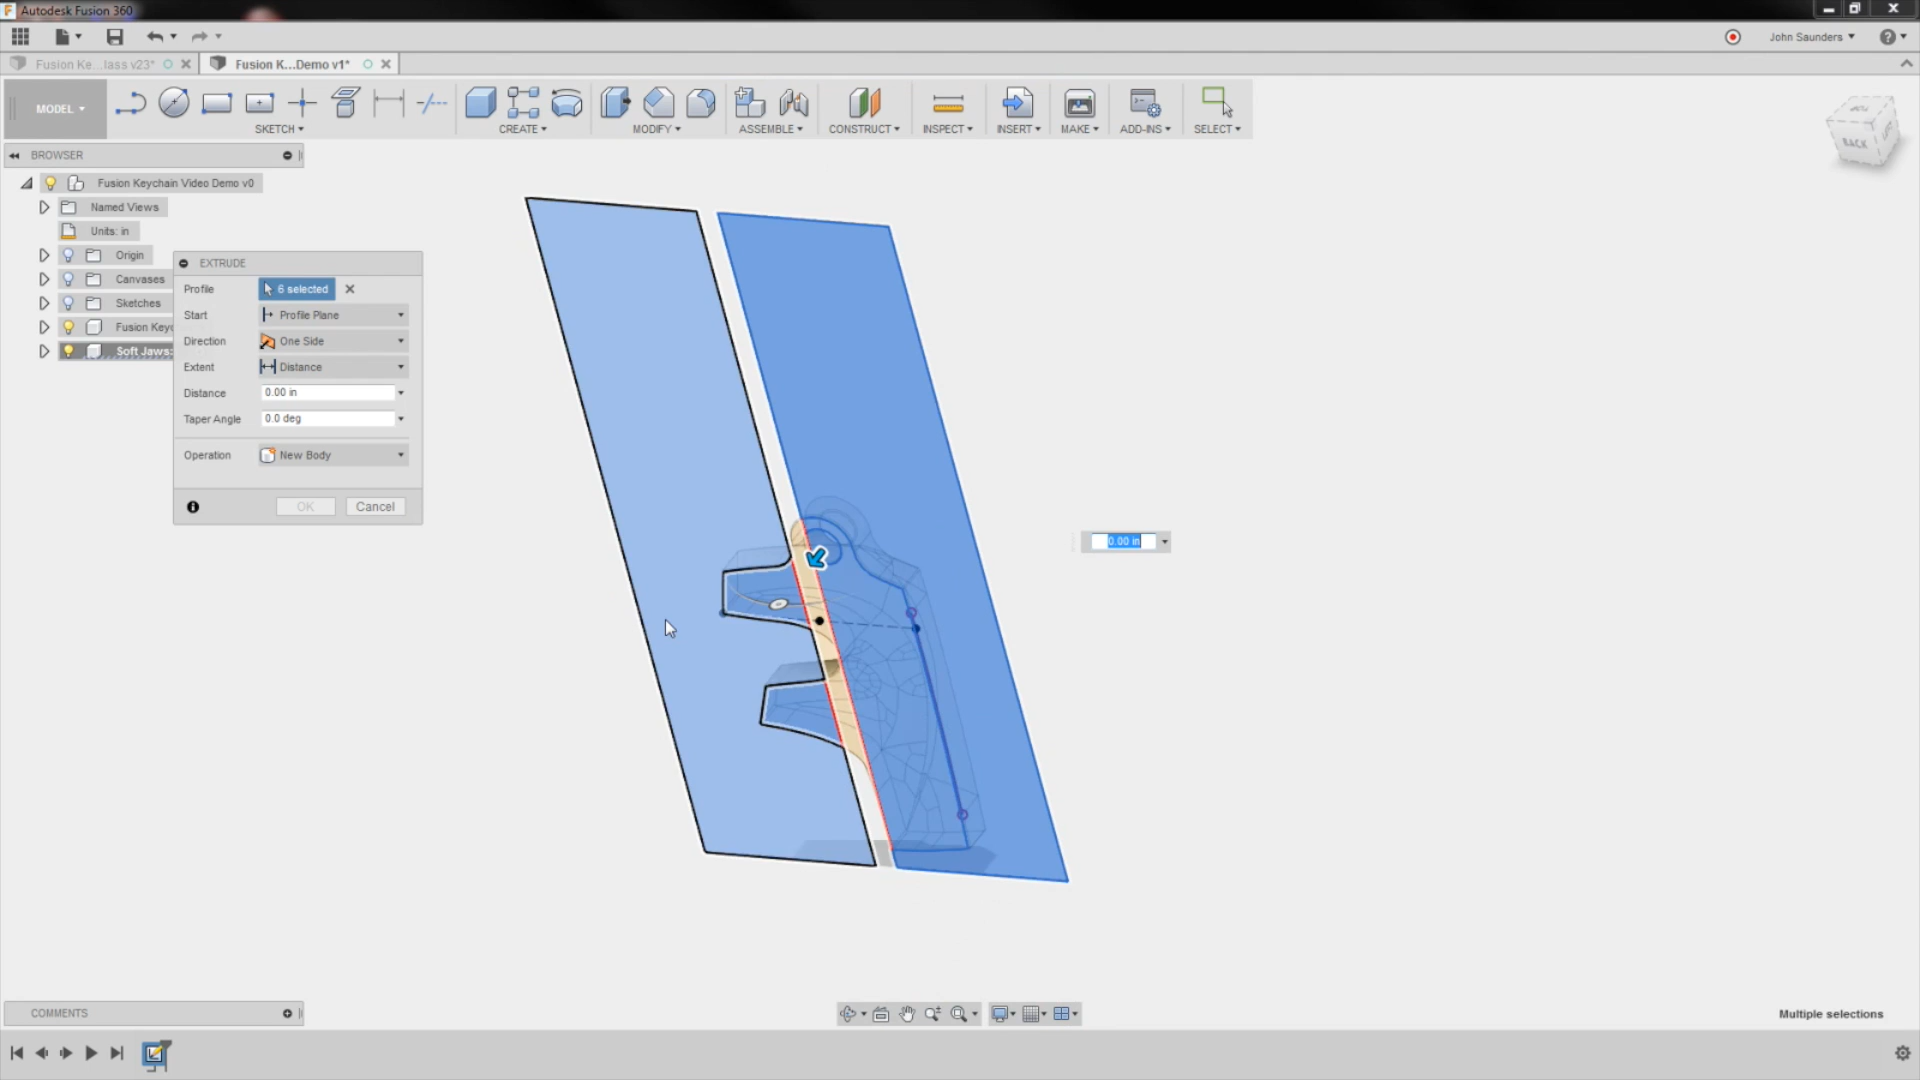 Autodesk Fusion 360
John Saunders
Fusion Ke...lass v23*
Fusion K...Demo v1*
MODEL
SKETCH
CREATE
MODIFY
ASSEMBLE
CONSTRUCT
INSPECT
INSERT
MAKE
ADD-INS
SELECT
BACK
BROWSER
Fusion Keychain Video Demo v0
Named Views
Units: in
Origin
Canvases
Sketches
Fusion Keyc
Soft Jaws:
EXTRUDE
Profile 6 selected
Start Profile Plane
Direction One Side
Extent Distance
Distance 0.00 in
Taper Angle 0.0 deg
Operation New Body
OK Cancel
0.00 in
COMMENTS
Multiple selections